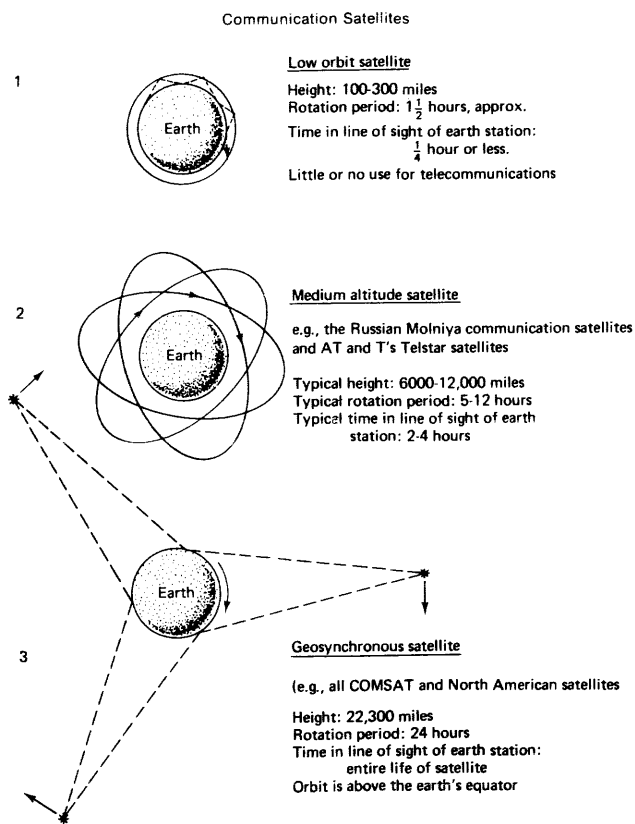 Communication Satellites
1
Earth
Low orbit satellite
Height: 100-300 miles
Rotation period: 1 1/2 hours, approx.
Time in line of sight of earth station:
1/4 hour or less.
Little or no use for telecommunications
2
Earth
Medium altitude satellite
e.g., the Russian Molniya communication satellites
and AT and T's Telstar satellites
Typical height: 6000-12,000 miles
Typical rotation period: 5-12 hours
Typical time in line of sight of earth
station: 2-4 hours
3
Earth
Geosynchronous satellite
(e.g., all COMSAT and North American satellites
Height: 22,300 miles
Rotation period: 24 hours
Time in line of sight of earth station:
entire life of satellite
Orbit is above the earth's equator